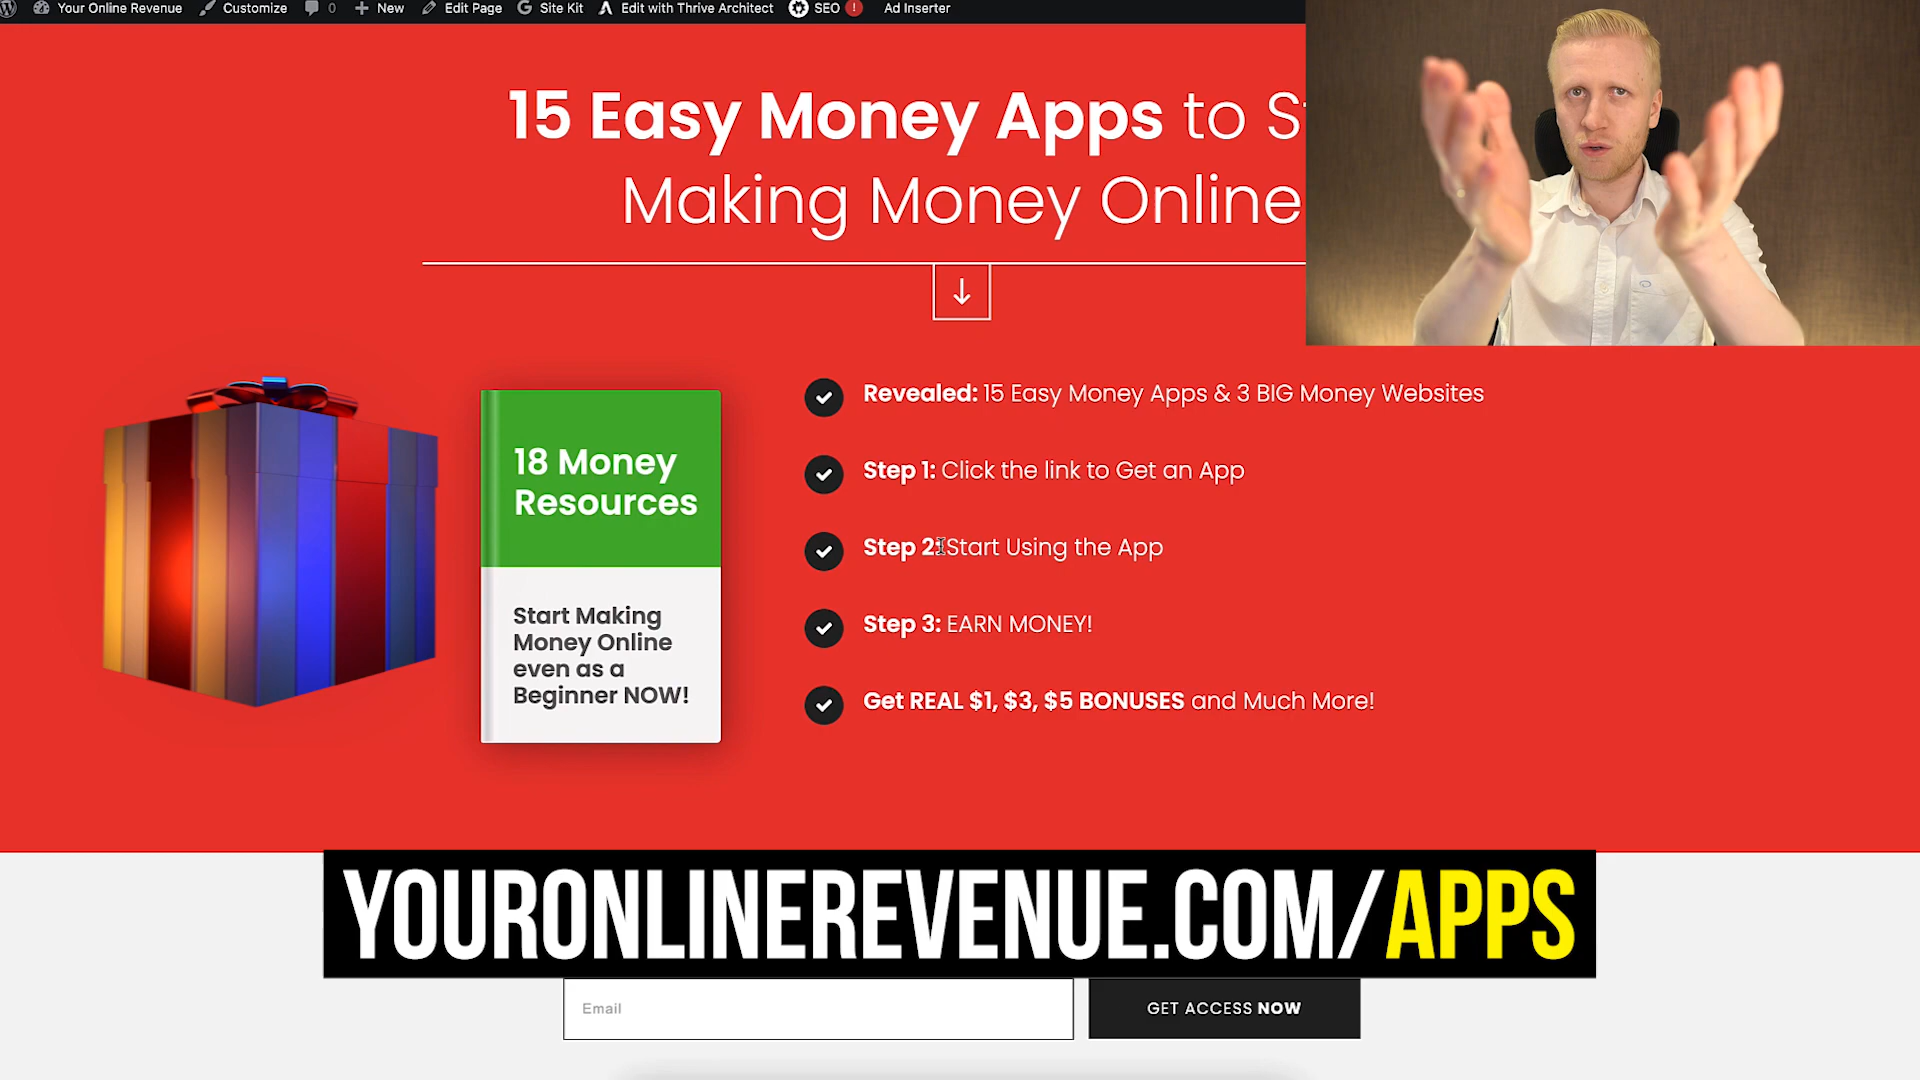 Your Online Revenue Customize 0 New Edit Page Site Kit Edit with Thrive Architect SEO ! Ad Inserter
15 Easy Money Apps to
Making Money Online
Revealed: 15 Easy Money Apps & 3 BIG Money Websites
18 Money
Resources
Start Making
Money Online
even as a
Beginner NOW!
Step 1: Click the link to Get an App
Step 2: Start Using the App
Step 3: EARN MONEY!
Get REAL $1, $3, $5 BONUSES and Much More!
YOURONLINEREVENUE.COM/APPS
Email
GET ACCESS NOW